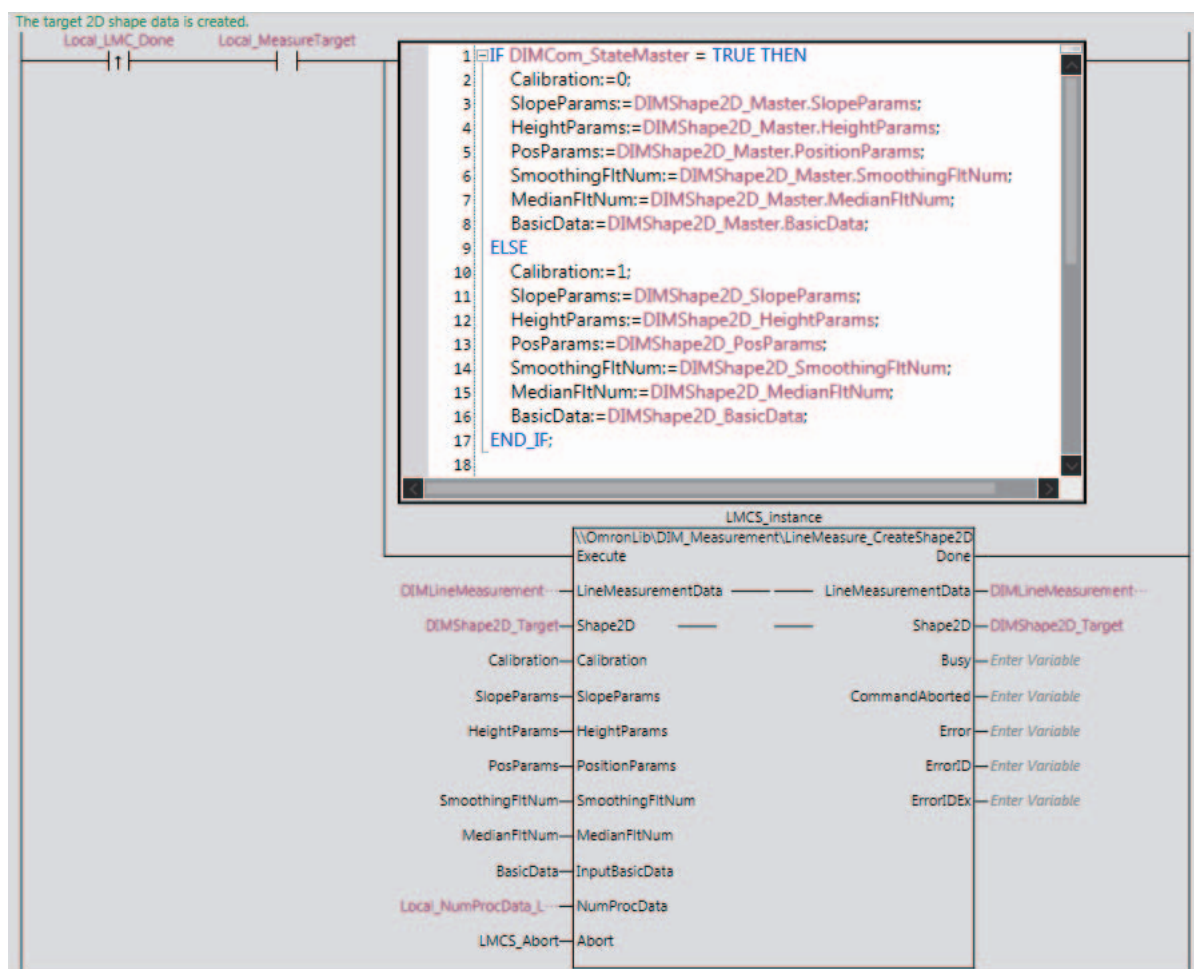 The target 2D shape data is created.
Local_LMC_Done Local_MeasureTarget
1 IF DIMCom_StateMaster = TRUE THEN
2 Calibration:=0;
3 SlopeParams:=DIMShape2D_Master.SlopeParams;
4 HeightParams:=DIMShape2D_Master.HeightParams;
5 PosParams:=DIMShape2D_Master.PositionParams;
6 SmoothingFltNum:=DIMShape2D_Master.SmoothingFltNum;
7 MedianFltNum:=DIMShape2D_Master.MedianFltNum;
8 BasicData:=DIMShape2D_Master.BasicData;
9 ELSE
10 Calibration:=1;
11 SlopeParams:=DIMShape2D_SlopeParams;
12 HeightParams:=DIMShape2D_HeightParams;
13 PosParams:=DIMShape2D_PosParams;
14 SmoothingFltNum:=DIMShape2D_SmoothingFltNum;
15 MedianFltNum:=DIMShape2D_MedianFltNum;
16 BasicData:=DIMShape2D_BasicData;
17 END_IF;
18
LMCS_instance
\\OmronLib\DIM_Measurement\LineMeasure_CreateShape2D
Execute Done
DIMLineMeasurement··· LineMeasurementData LineMeasurementData DIMLineMeasurement···
DIMShape2D_Target Shape2D Shape2D DIMShape2D_Target
Calibration Calibration Busy Enter Variable
SlopeParams SlopeParams CommandAborted Enter Variable
HeightParams HeightParams Error Enter Variable
PosParams PositionParams ErrorID Enter Variable
SmoothingFltNum SmoothingFltNum ErrorIDEx Enter Variable
MedianFltNum MedianFltNum
BasicData InputBasicData
Local_NumProcData_L··· NumProcData
LMCS_Abort Abort